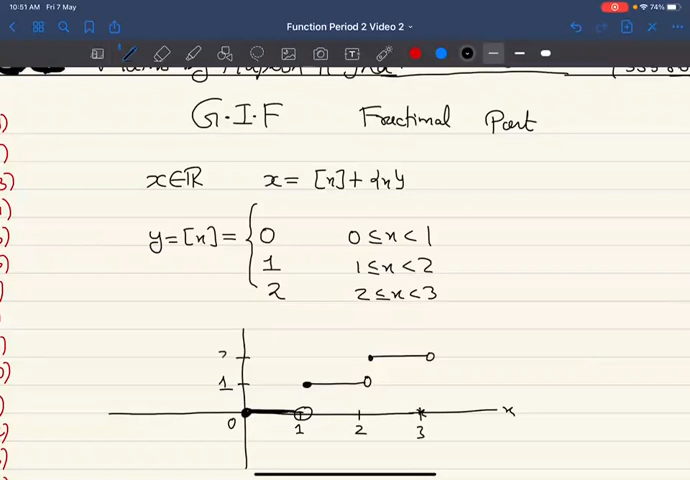 10:51 AM Fri 7 May
74%
Function Period 2 Video 2
G.I.F Fractional Part
x∈ℝ x = [x] + {x}
y = [x] = { 0 0 ≤ x < 1
1 1 ≤ x < 2
2 2 ≤ x < 3
2
1
0 1 2 3 x